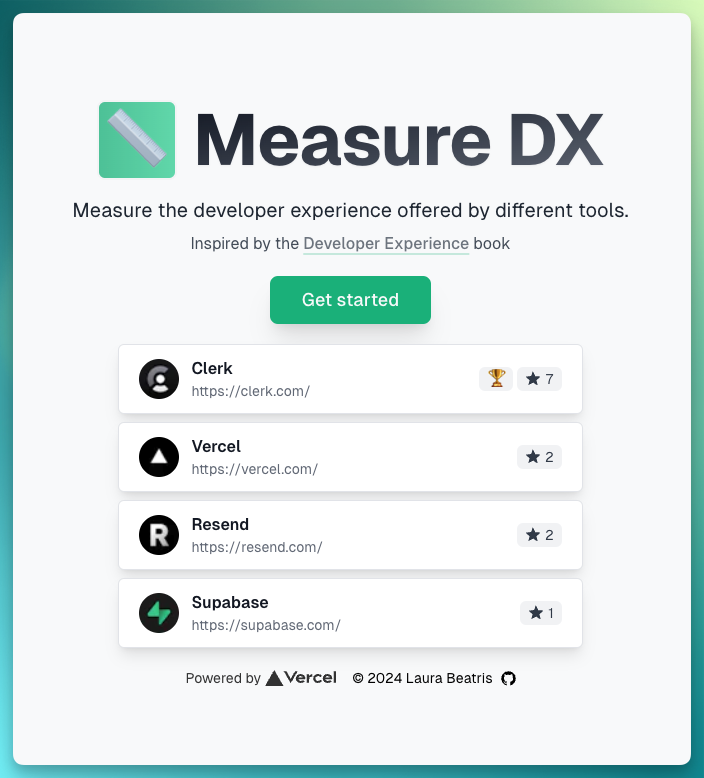 Measure DX
Measure the developer experience offered by different tools.
Inspired by the Developer Experience book
Get started
Clerk
https://clerk.com/
7
Vercel
https://vercel.com/
2
R
Resend
https://resend.com/
2
Supabase
https://supabase.com/
1
Powered by Vercel © 2024 Laura Beatris